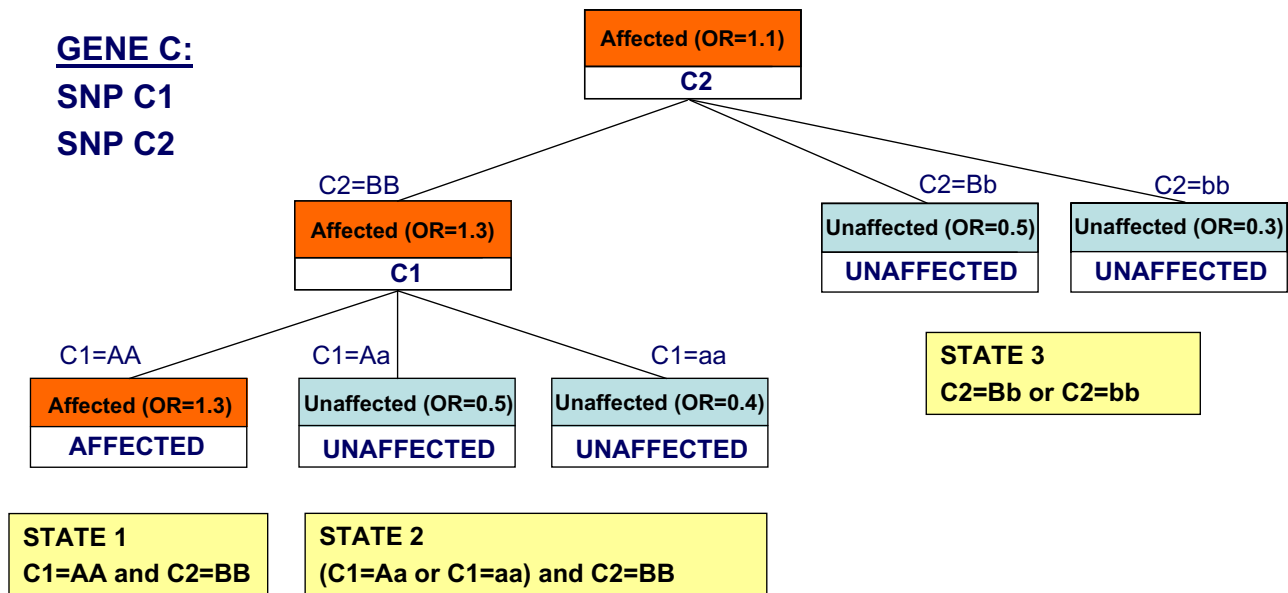 GENE C:
SNP C1
SNP C2
Affected (OR=1.1)
C2
C2=BB
C2=Bb
C2=bb
Affected (OR=1.3)
C1
Unaffected (OR=0.5)
UNAFFECTED
Unaffected (OR=0.3)
UNAFFECTED
C1=AA
C1=Aa
C1=aa
Affected (OR=1.3)
AFFECTED
Unaffected (OR=0.5)
UNAFFECTED
Unaffected (OR=0.4)
UNAFFECTED
STATE 3
C2=Bb or C2=bb
STATE 1
C1=AA and C2=BB
STATE 2
(C1=Aa or C1=aa) and C2=BB